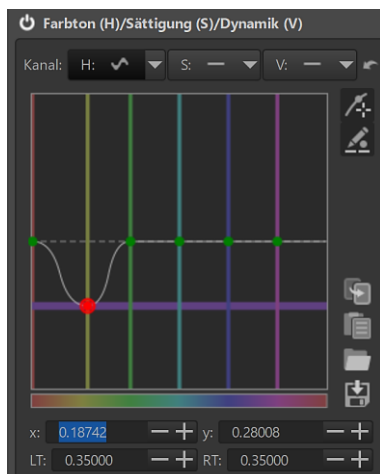 Farbton (H)/Sättigung (S)/Dynamik (V)
Kanal: H: S: V:
x: 0.18742 y: 0.28008
LT: 0.35000 RT: 0.35000